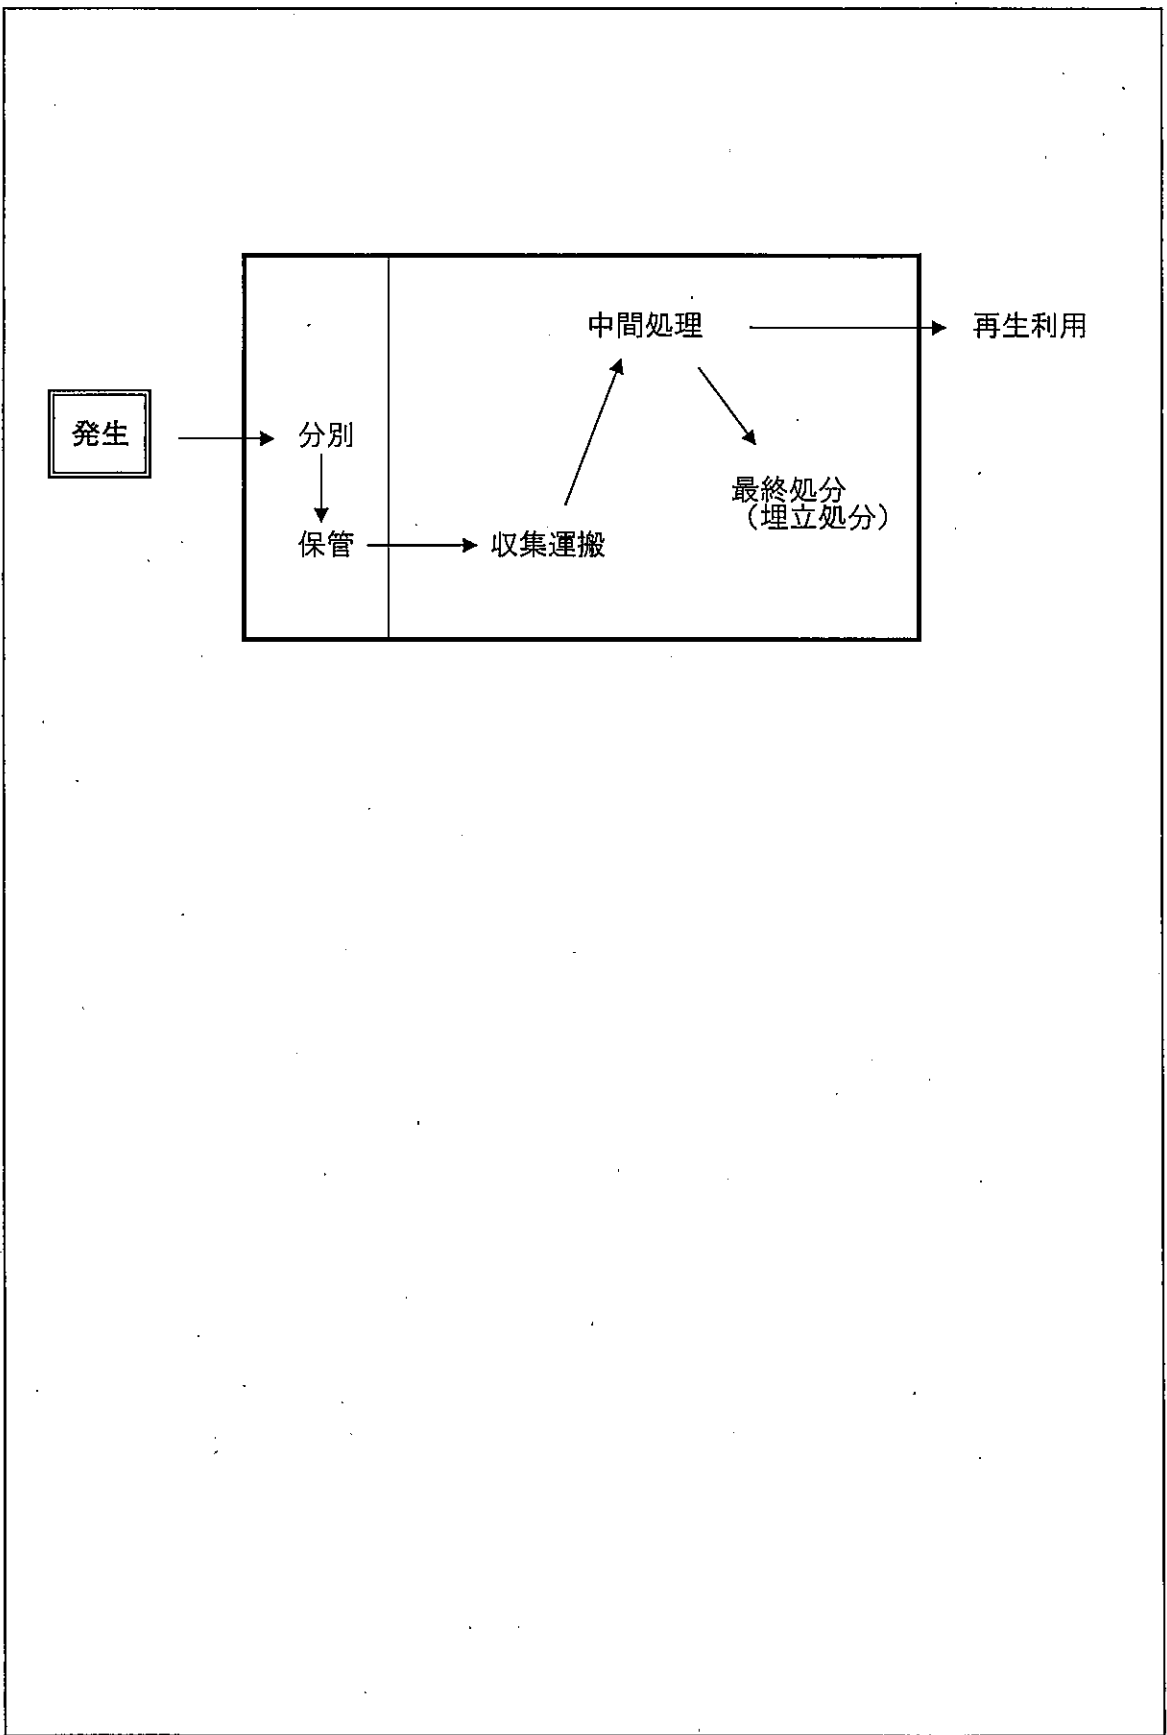 中間処理
再生利用
発生
分別
最終処分
(埋立処分)
保管
収集運搬